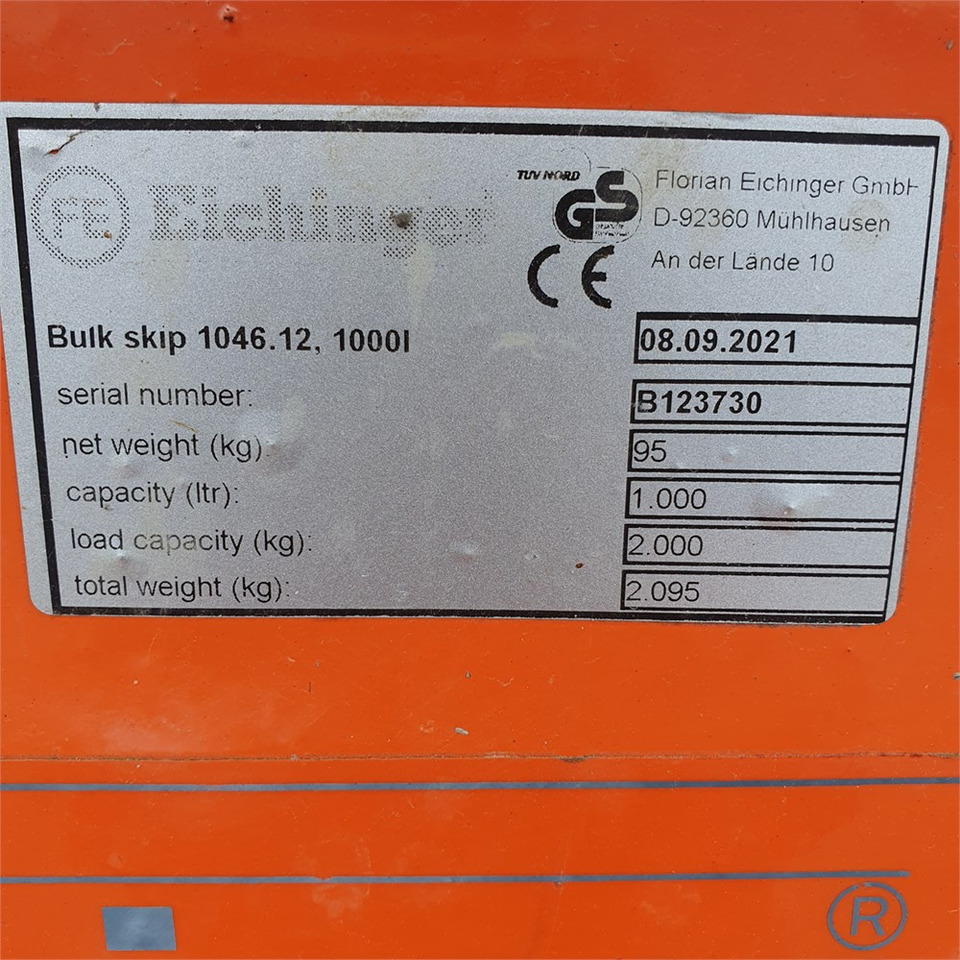 FE Eichinger
TUV NORD
GS
CE
Florian Eichinger GmbH
D-92360 Mühlhausen
An der Lände 10
Bulk skip 1046.12, 1000l
08.09.2021
serial number:
B123730
net weight (kg):
95
capacity (ltr):
1.000
load capacity (kg):
2.000
total weight (kg):
2.095
®